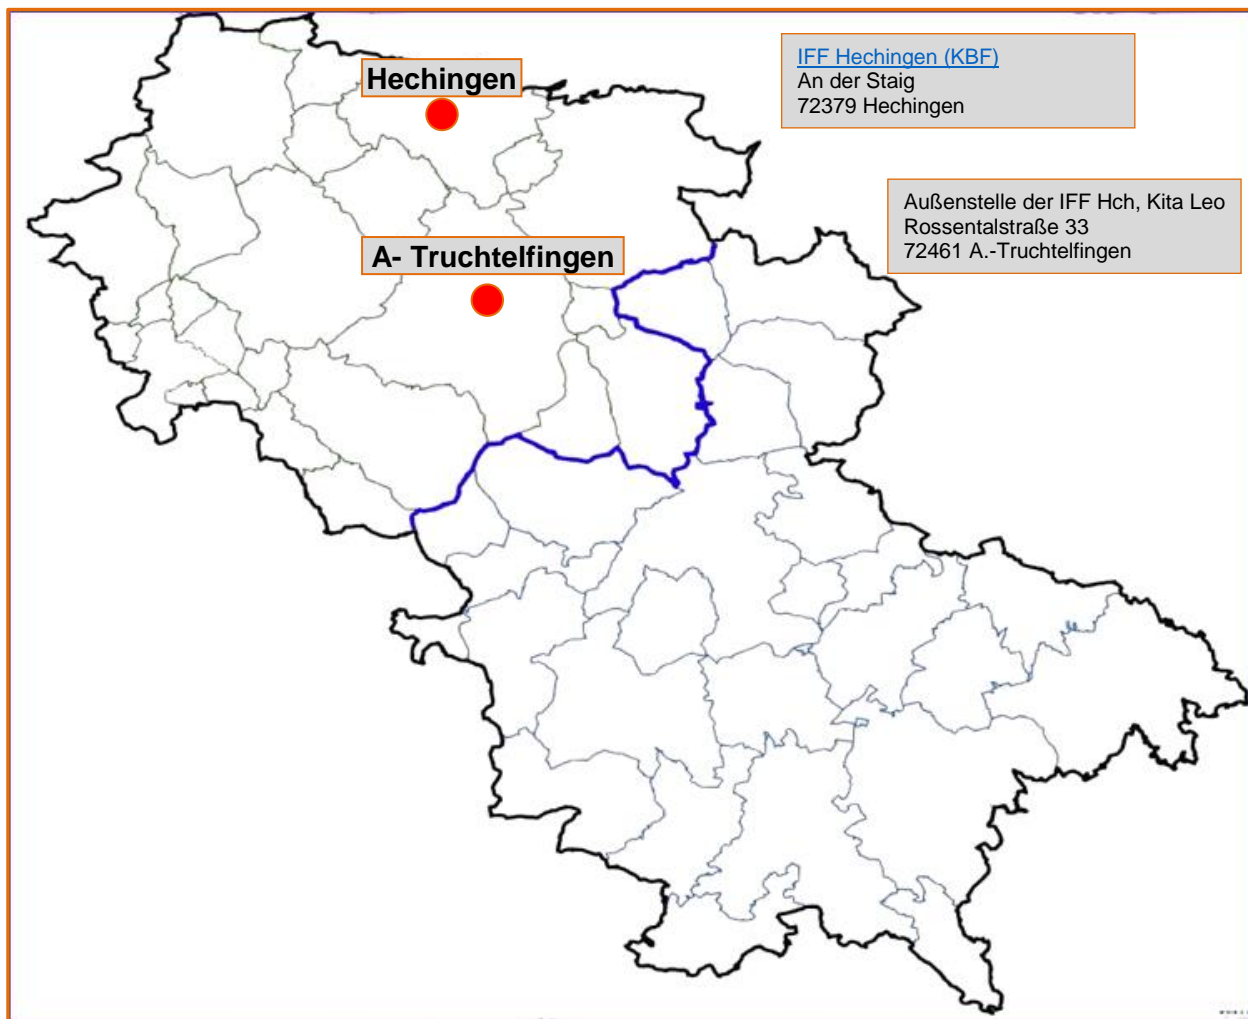 Hechingen
IFF Hechingen (KBF)
An der Staig
72379 Hechingen
Außenstelle der IFF Hch, Kita Leo
Rossentalstraße 33
72461 A.-Truchtelfingen
A- Truchtelfingen